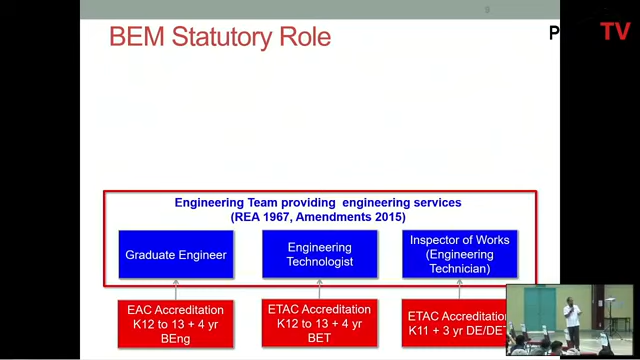 9
BEM Statutory Role
P
TV
Engineering Team providing engineering services
(REA 1967, Amendments 2015)
Graduate Engineer
Engineering
Technologist
Inspector of Works
(Engineering
Technician)
EAC Accreditation
K12 to 13 + 4 yr
BEng
ETAC Accreditation
K12 to 13 + 4 yr
BET
ETAC Accreditation
K11 + 3 yr DE/DET